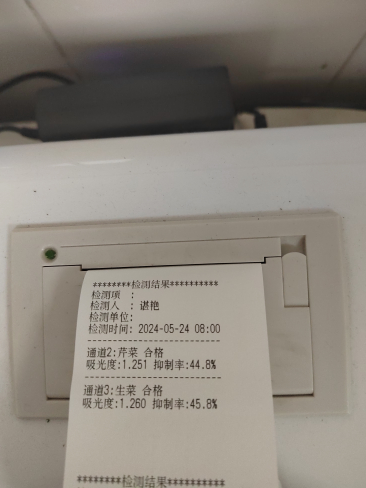 ********检测结果**********
检测项 :
检测人 : 谌艳
检测单位:
检测时间: 2024-05-24 08:00
--------------------------
通道2:芹菜 合格
吸光度:1.251 抑制率:44.8%
--------------------------
通道3:生菜 合格
吸光度:1.260 抑制率:45.8%
********检测结果**********